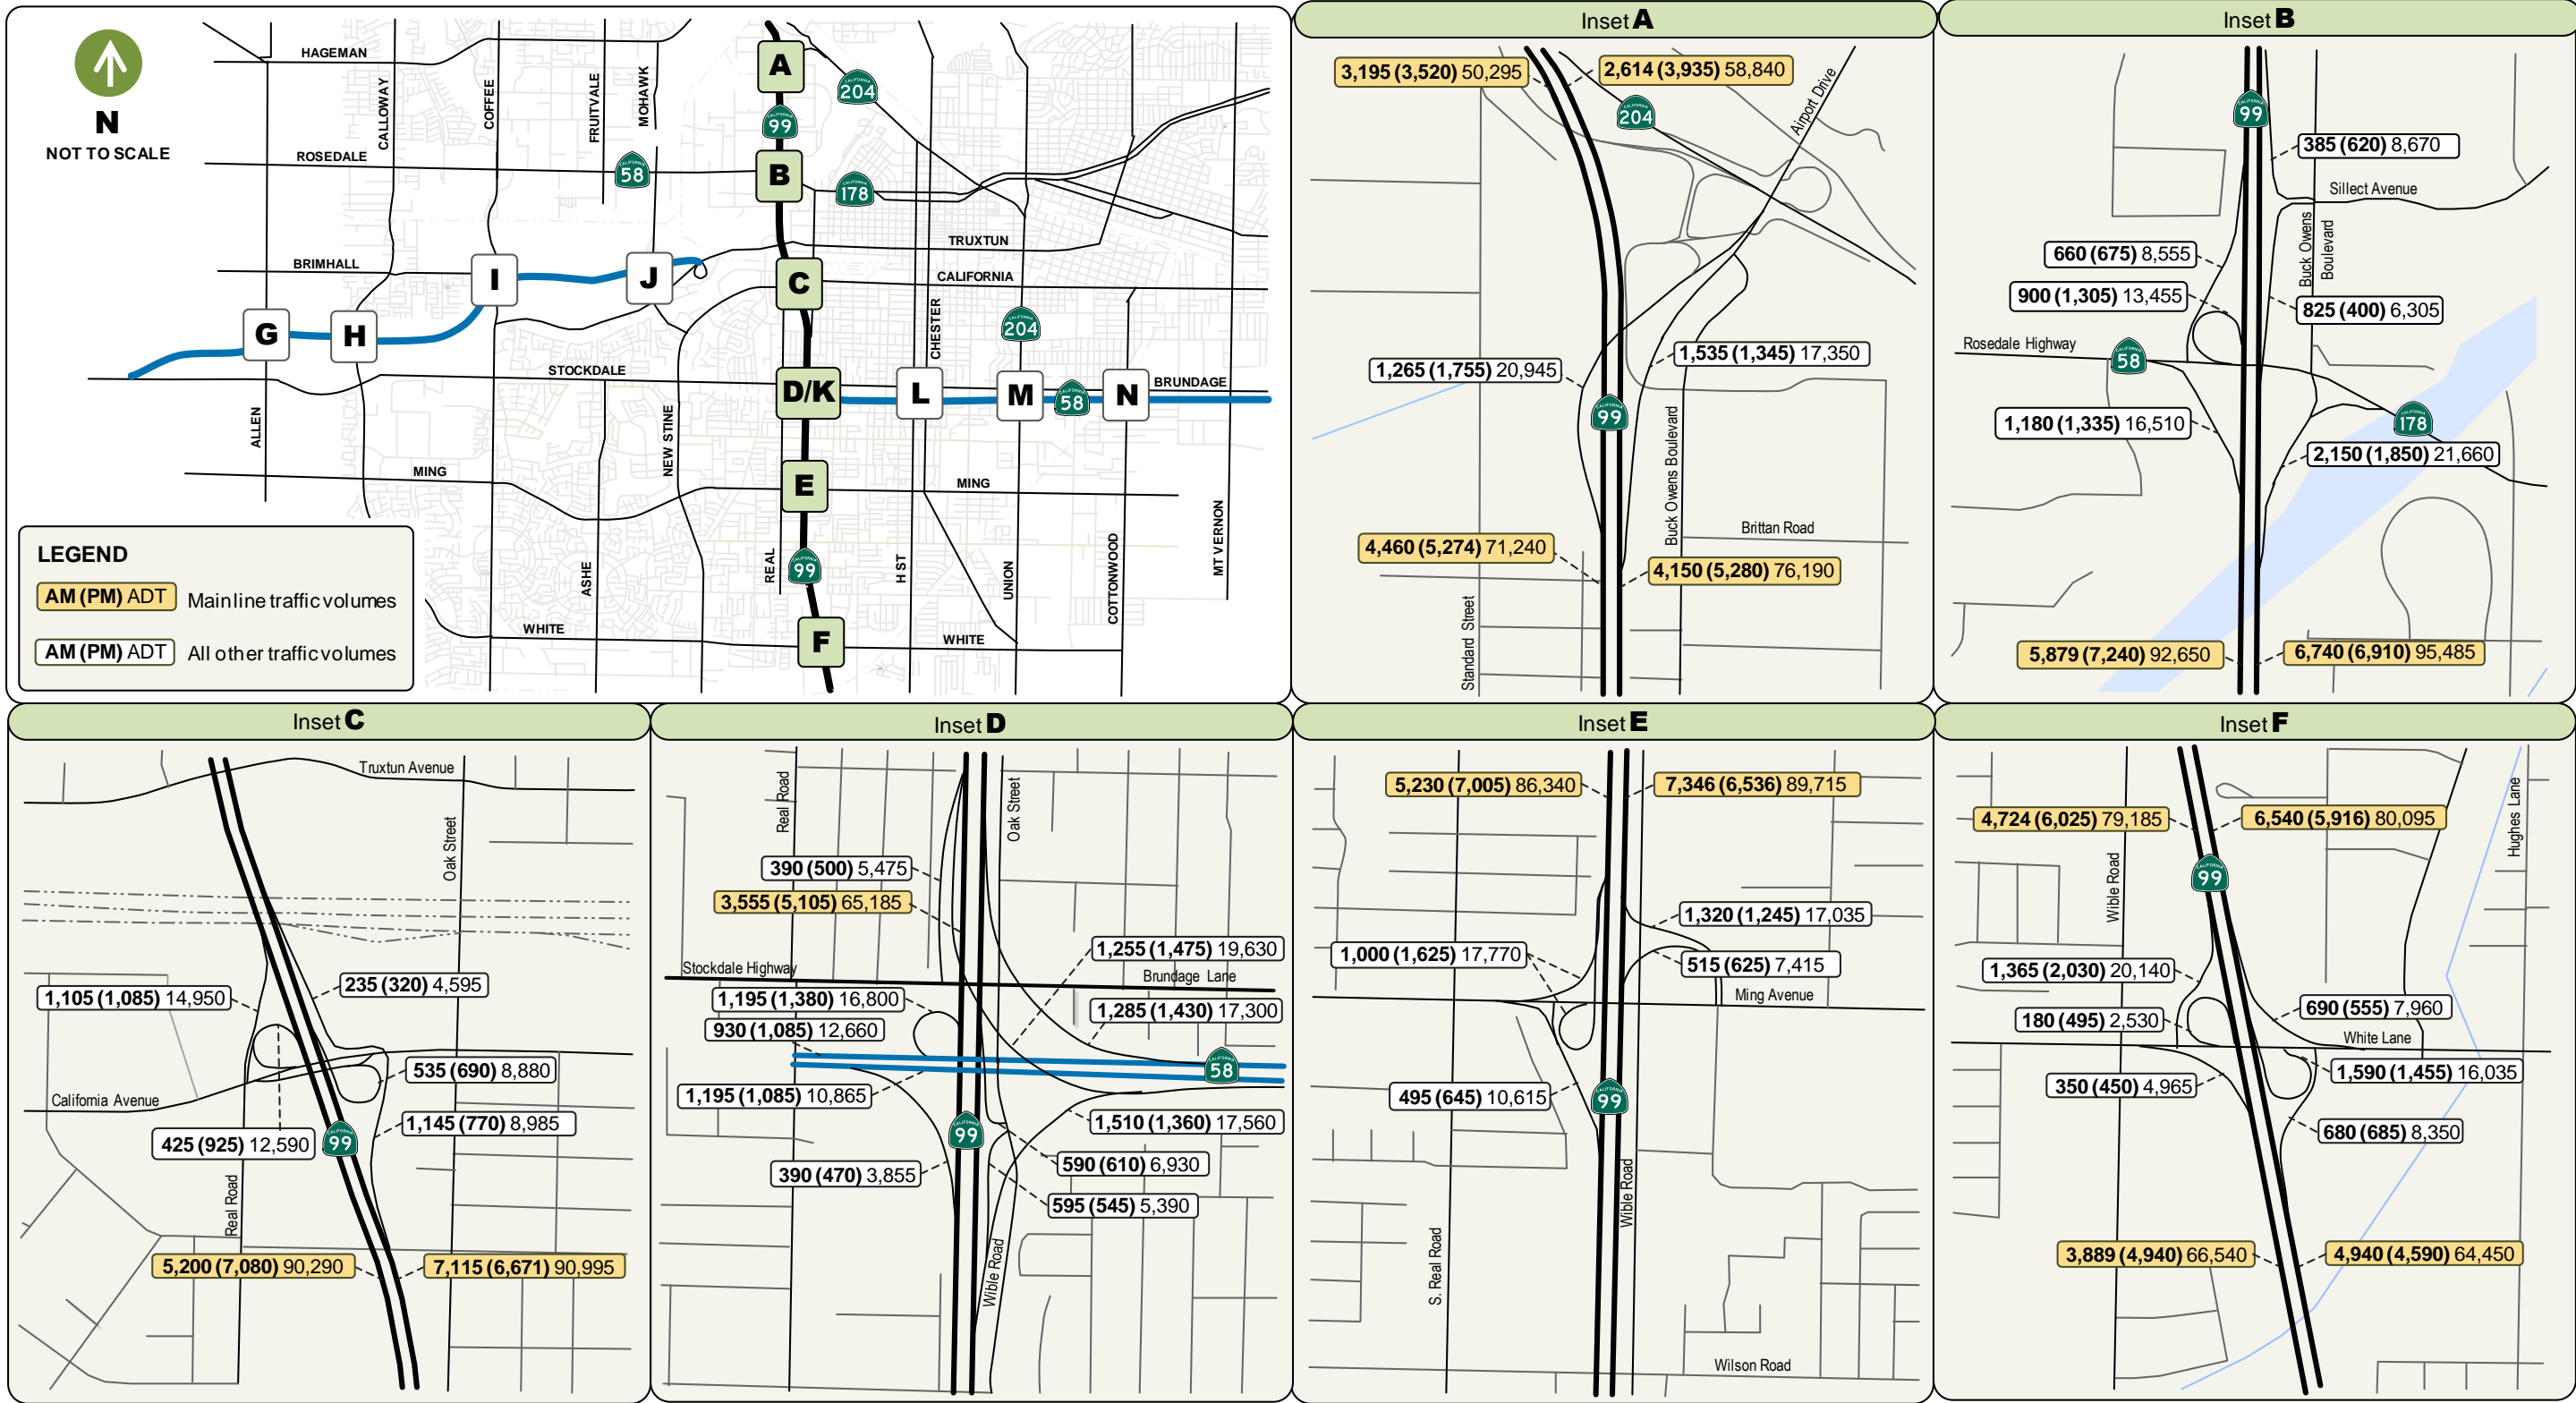 N
NOT TO SCALE
HAGEMAN
CALLOWAY
COFFEE
FRUITVALE
MOHAWK
ROSEDALE
CALIFORNIA
58
A
CALIFORNIA
204
CALIFORNIA
99
B
CALIFORNIA
178
TRUXTUN
BRIMHALL
I
J
C
CALIFORNIA
G
H
CHESTER
CALIFORNIA
204
STOCKDALE
D/K
L
M
CALIFORNIA
58
N
BRUNDAGE
ALLEN
NEW STINE
MING
E
MING
ASHE
REAL
CALIFORNIA
99
H ST
UNION
COTTONWOOD
MT VERNON
WHITE
F
WHITE
LEGEND
AM (PM) ADT Mainline traffic volumes
AM (PM) ADT All other traffic volumes
Inset A
3,195 (3,520) 50,295
2,614 (3,935) 58,840
CALIFORNIA
204
Airport Drive
1,265 (1,755) 20,945
1,535 (1,345) 17,350
CALIFORNIA
99
Buck Owens Boulevard
Brittan Road
4,460 (5,274) 71,240
4,150 (5,280) 76,190
Standard Street
Inset B
CALIFORNIA
99
385 (620) 8,670
Sillect Avenue
Buck Owens
Boulevard
660 (675) 8,555
900 (1,305) 13,455
825 (400) 6,305
Rosedale Highway
CALIFORNIA
58
1,180 (1,335) 16,510
CALIFORNIA
178
2,150 (1,850) 21,660
5,879 (7,240) 92,650
6,740 (6,910) 95,485
Inset C
Truxtun Avenue
Oak Street
235 (320) 4,595
1,105 (1,085) 14,950
535 (690) 8,880
California Avenue
1,145 (770) 8,985
425 (925) 12,590
CALIFORNIA
99
Real Road
5,200 (7,080) 90,290
7,115 (6,671) 90,995
Inset D
Real Road
Oak Street
390 (500) 5,475
3,555 (5,105) 65,185
1,255 (1,475) 19,630
Stockdale Highway
Brundage Lane
1,195 (1,380) 16,800
1,285 (1,430) 17,300
930 (1,085) 12,660
CALIFORNIA
58
1,195 (1,085) 10,865
1,510 (1,360) 17,560
CALIFORNIA
99
390 (470) 3,855
590 (610) 6,930
595 (545) 5,390
Wible Road
Inset E
5,230 (7,005) 86,340
7,346 (6,536) 89,715
1,320 (1,245) 17,035
1,000 (1,625) 17,770
515 (625) 7,415
Ming Avenue
495 (645) 10,615
CALIFORNIA
99
Wible Road
S. Real Road
Wilson Road
Inset F
4,724 (6,025) 79,185
6,540 (5,916) 80,095
Hughes Lane
CALIFORNIA
99
Wible Road
1,365 (2,030) 20,140
690 (555) 7,960
180 (495) 2,530
White Lane
1,590 (1,455) 16,035
350 (450) 4,965
680 (685) 8,350
3,889 (4,940) 66,540
4,940 (4,590) 64,450